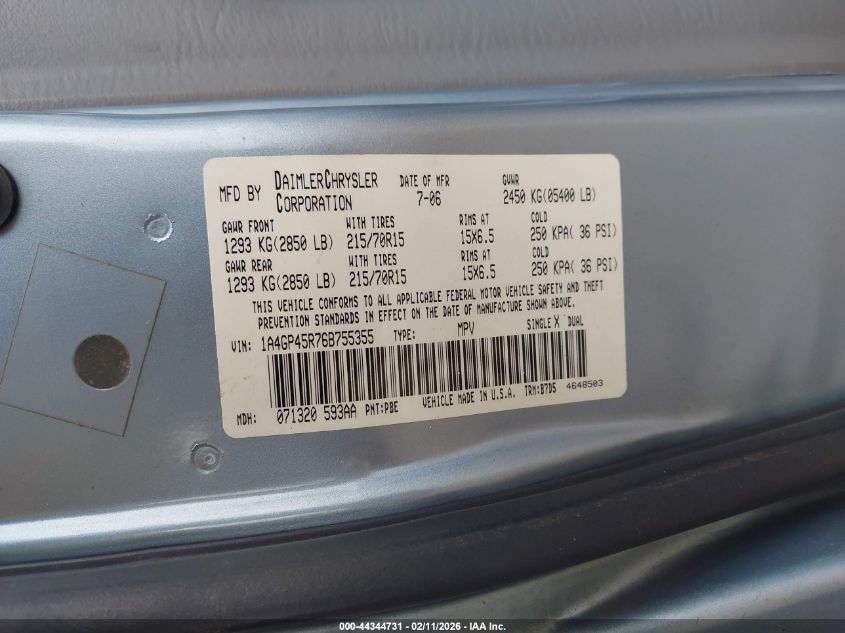 MFD BY DAIMLERCHRYSLER CORPORATION DATE OF MFR 7-06 GVWR 2450 KG(05400 LB)
GAWR FRONT WITH TIRES RIMS AT COLD
1293 KG(2850 LB) 215/70R15 15X6.5 250 KPA( 36 PSI)
GAWR REAR WITH TIRES RIMS AT COLD
1293 KG(2850 LB) 215/70R15 15X6.5 250 KPA( 36 PSI)
THIS VEHICLE CONFORMS TO ALL APPLICABLE FEDERAL MOTOR VEHICLE SAFETY AND THEFT
PREVENTION STANDARDS IN EFFECT ON THE DATE OF MANUFACTURE SHOWN ABOVE.
VIN: 1A4GP45R76B755355 TYPE: MPV SINGLE X DUAL
MDH: 071320 593AA PNT:PBE VEHICLE MADE IN U.S.A. TRM:B7D5 4648503
000-44344731 - 02/11/2026 - IAA Inc.